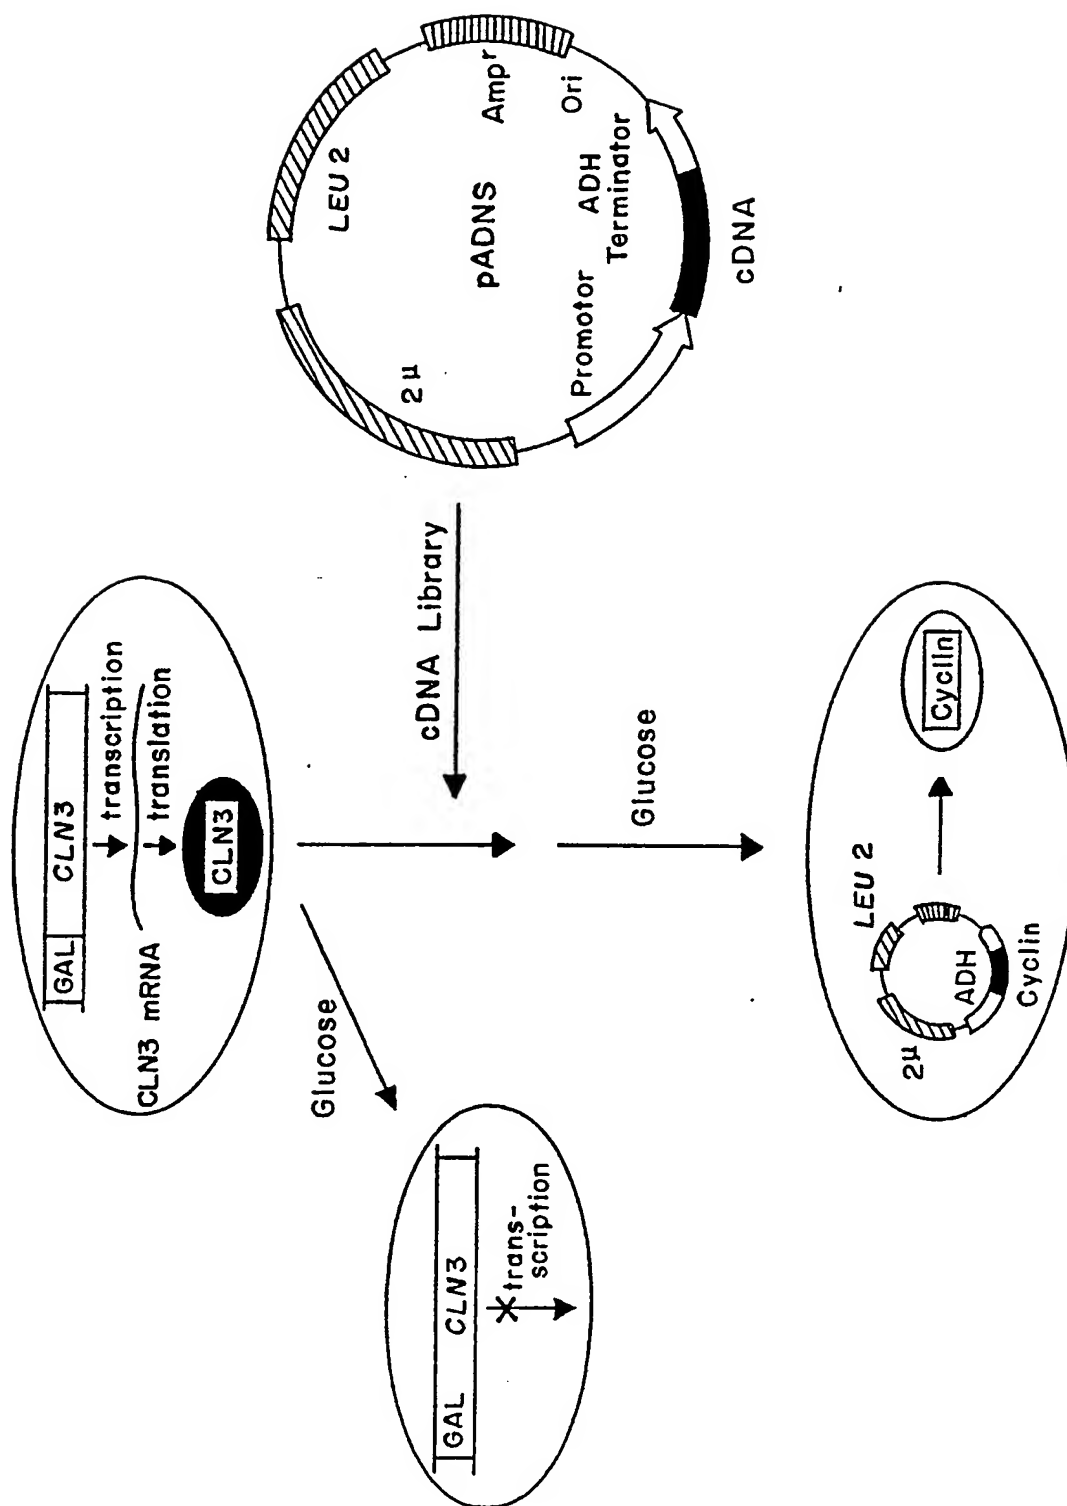 GAL
CLN3
transcription
CLN3 mRNA
translation
CLN3
Glucose
GAL
CLN3
trans-
scription
cDNA Library
Glucose
LEU 2
2μ
ADH
Cyclin
Cyclin
LEU 2
2μ
pADNS
Ampʳ
Ori
Promotor
ADH
Terminator
cDNA